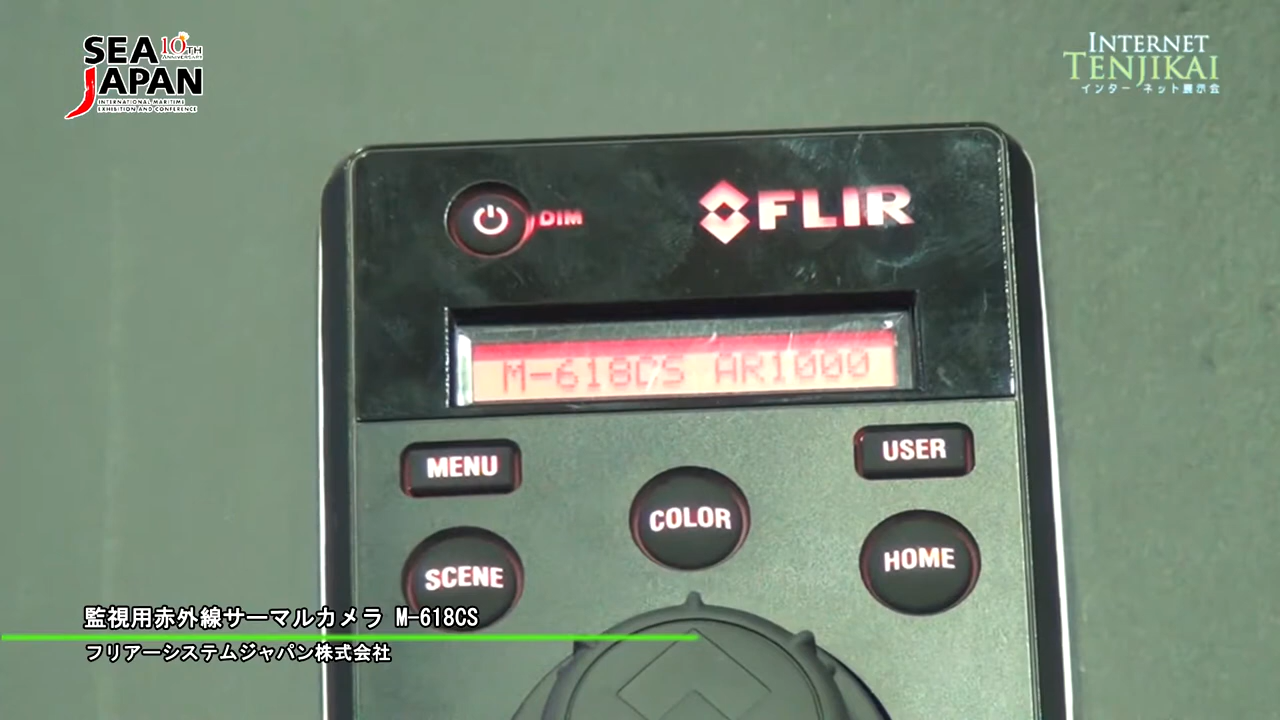 SEA
JAPAN
10TH
ANNIVERSARY
INTERNATIONAL MARITIME
EXHIBITION AND CONFERENCE
INTERNET
TENJIKAI
インターネット展示会
DIM
FLIR
M-618CS AR1000
MENU
USER
COLOR
SCENE
HOME
監視用赤外線サーマルカメラ M-618CS
フリアーシステムジャパン株式会社